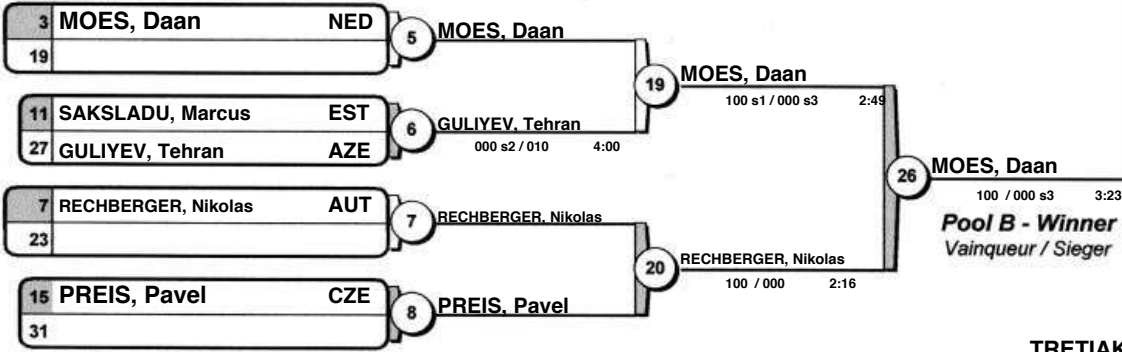 3 MOES, Daan NED
19
5 MOES, Daan
11 SAKSLADU, Marcus EST
27 GULIYEV, Tehran AZE
6 GULIYEV, Tehran
000 s2 / 010 4:00
19 MOES, Daan
100 s1 / 000 s3 2:49
7 RECHBERGER, Nikolas AUT
23
7 RECHBERGER, Nikolas
15 PREIS, Pavel CZE
31
8 PREIS, Pavel
20 RECHBERGER, Nikolas
100 / 000 2:16
26 MOES, Daan
100 / 000 s3 3:23
Pool B - Winner
Vainqueur / Sieger